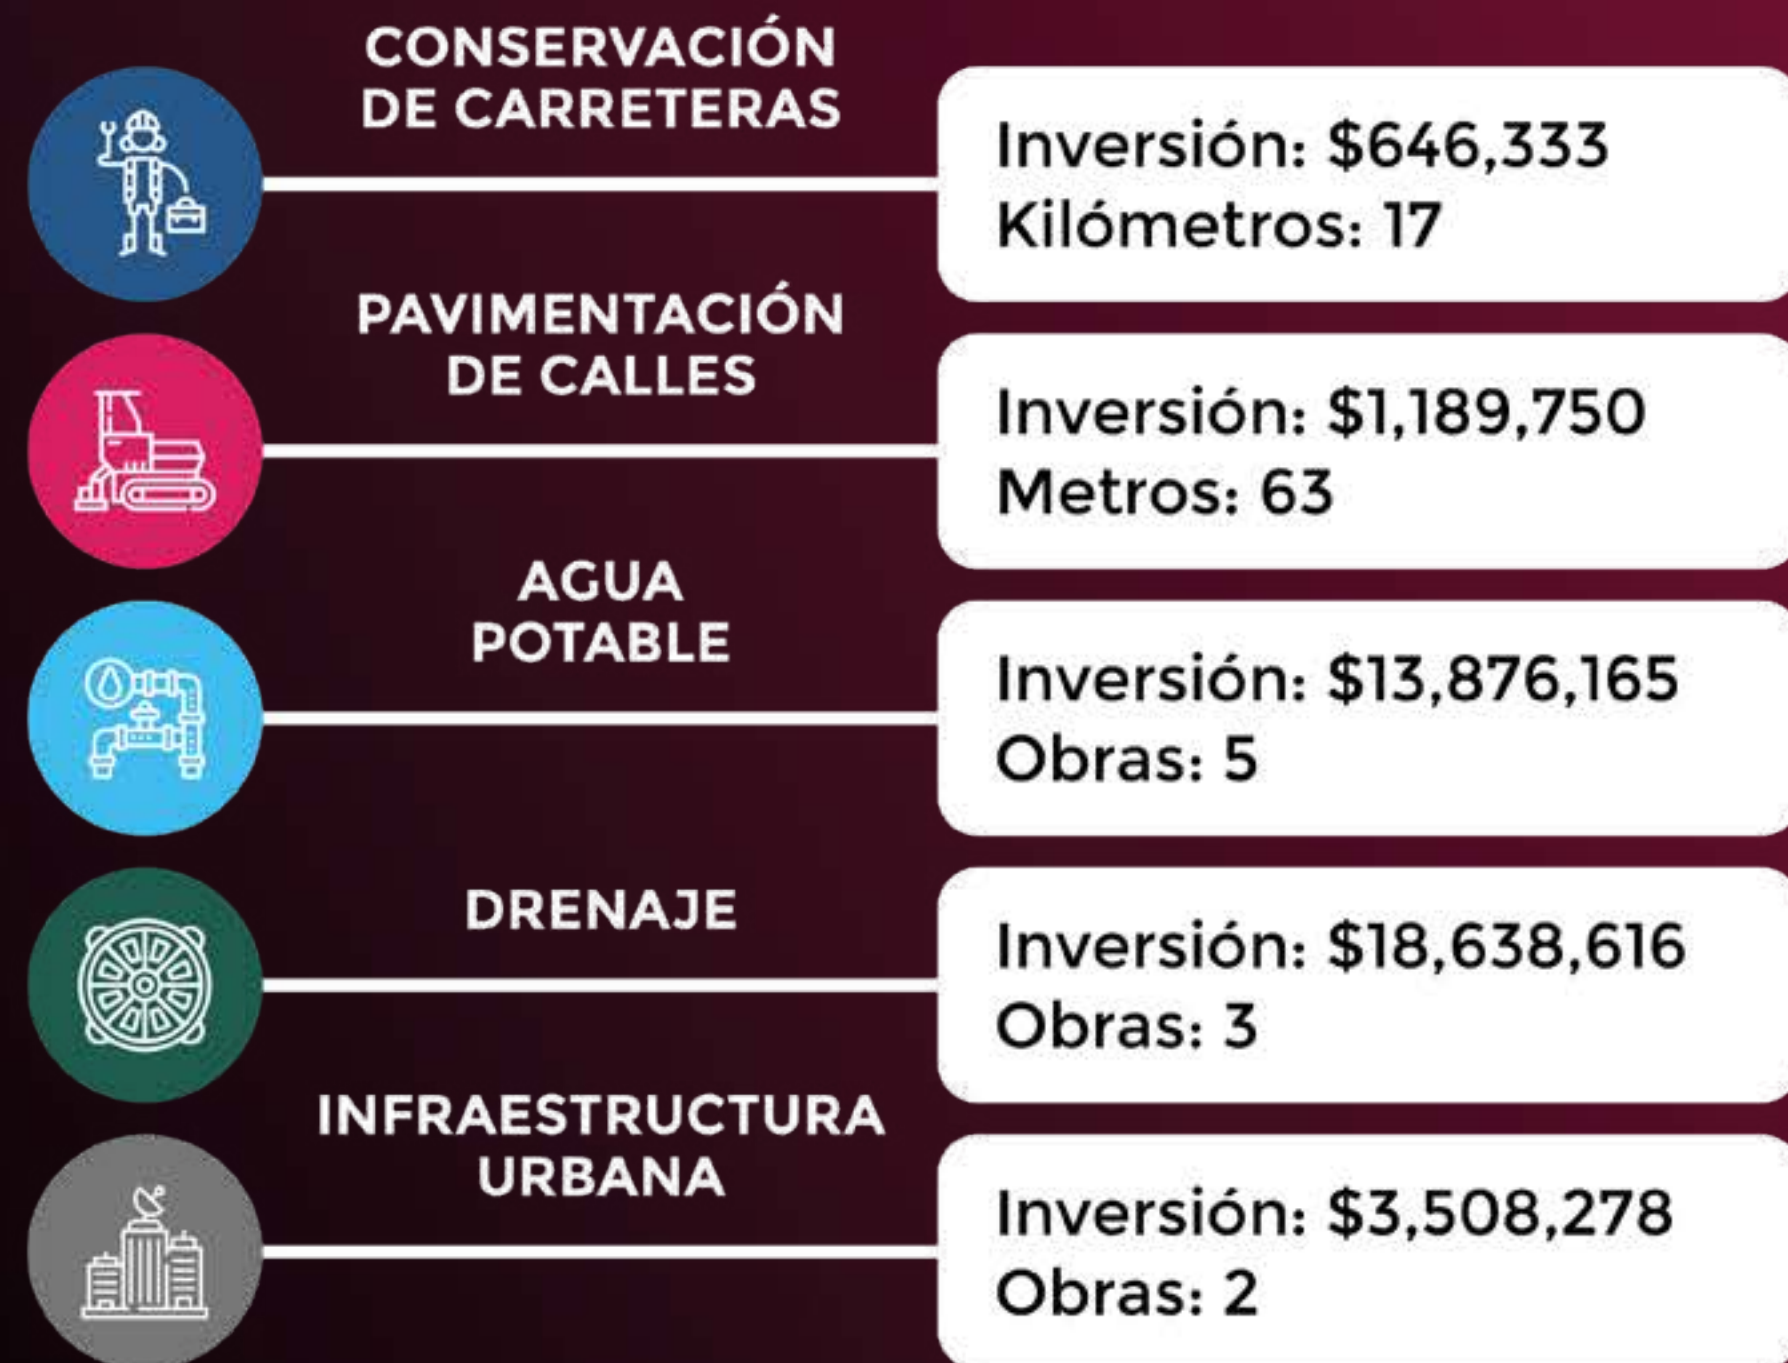 CONSERVACIÓN
DE CARRETERAS
Inversión: $646,333
Kilómetros: 17
PAVIMENTACIÓN
DE CALLES
Inversión: $1,189,750
Metros: 63
AGUA
POTABLE
Inversión: $13,876,165
Obras: 5
DRENAJE
Inversión: $18,638,616
Obras: 3
INFRAESTRUCTURA
URBANA
Inversión: $3,508,278
Obras: 2